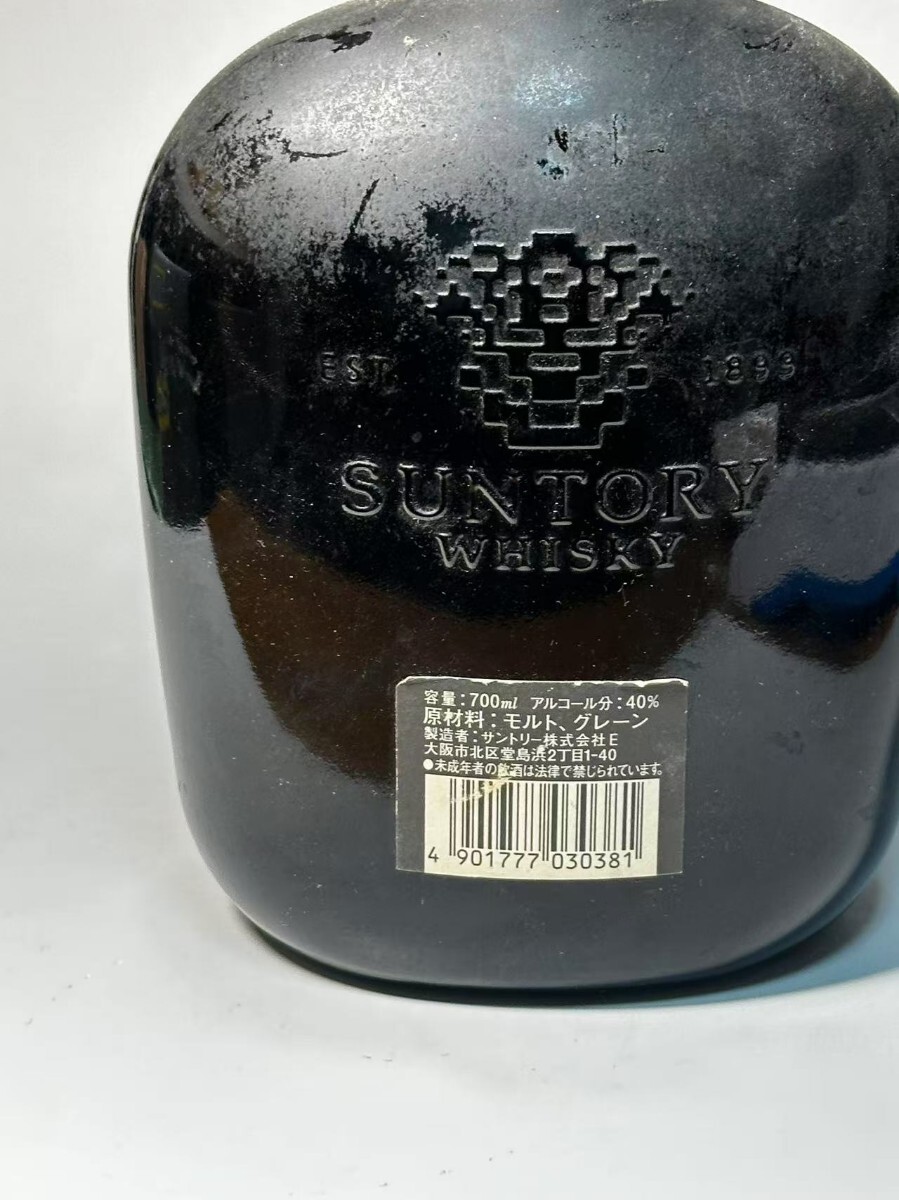 EST 1899
SUNTORY
WHISKY
容量:700ml アルコール分:40%
原材料:モルト、グレーン
製造者:サントリー株式会社E
大阪市北区堂島浜2丁目1-40
●未成年者の飲酒は法律で禁じられています。
4 901777 030381